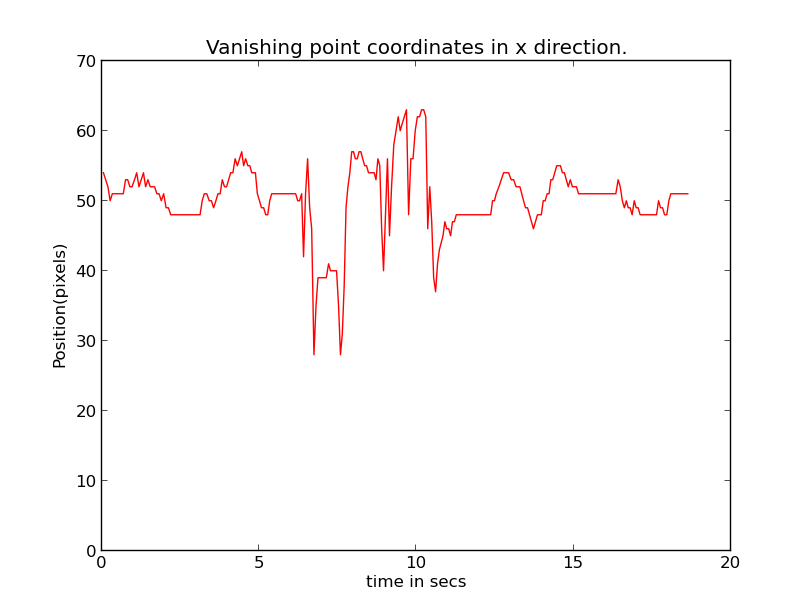 Vanishing point coordinates in x direction.
70
60
50
40
30
20
10
0
Position(pixels)
0 5 10 15 20
time in secs